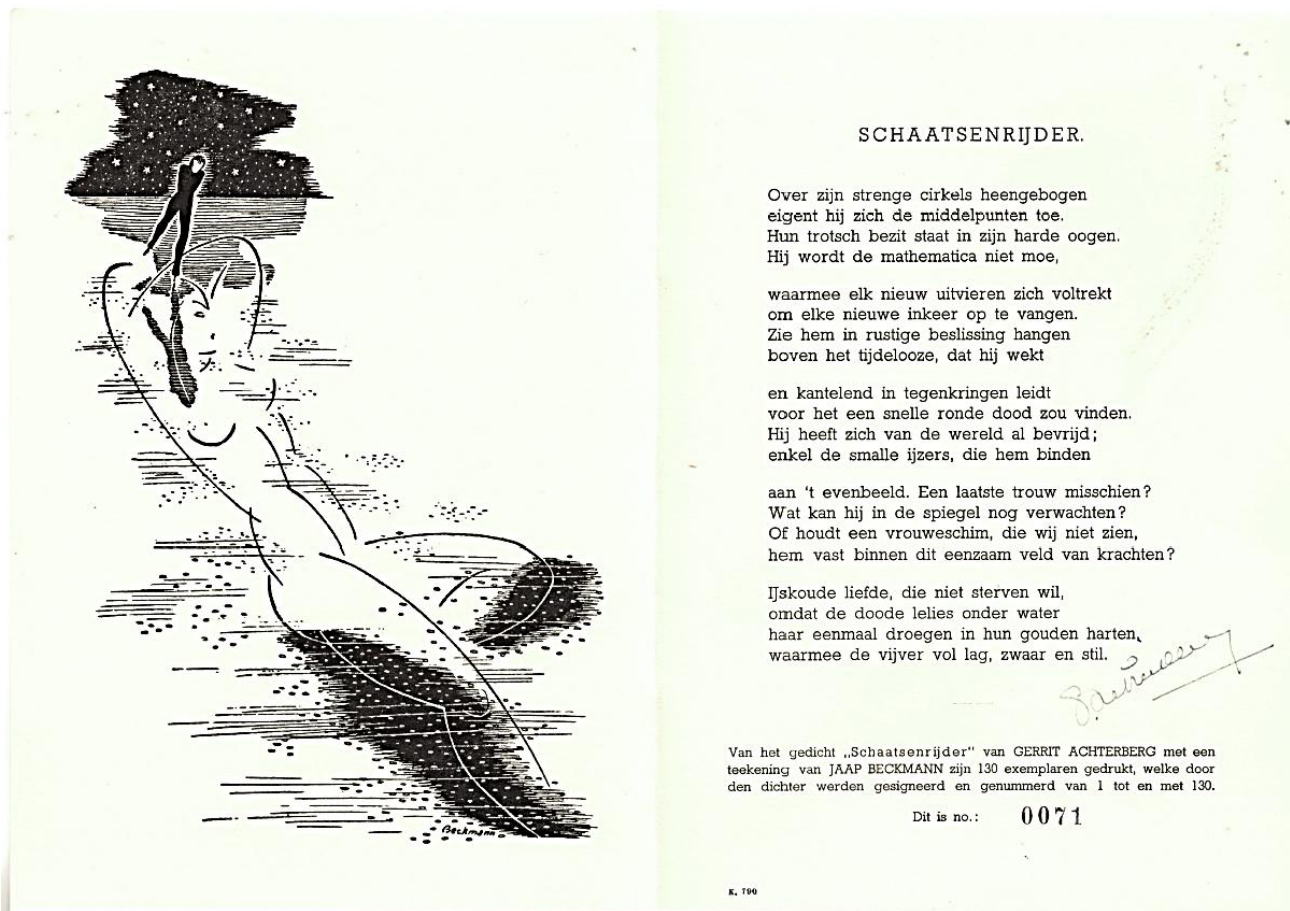 Beckmann
SCHAATSENRIJDER.
Over zijn strenge cirkels heengebogen
eigent hij zich de middelpunten toe.
Hun trotsch bezit staat in zijn harde oogen.
Hij wordt de mathematica niet moe,
waarmee elk nieuw uitvieren zich voltrekt
om elke nieuwe inkeer op te vangen.
Zie hem in rustige beslissing hangen
boven het tijdelooze, dat hij wekt
en kantelend in tegenkringen leidt
voor het een snelle ronde dood zou vinden.
Hij heeft zich van de wereld al bevrijd;
enkel de smalle ijzers, die hem binden
aan 't evenbeeld. Een laatste trouw misschien?
Wat kan hij in de spiegel nog verwachten?
Of houdt een vrouweschim, die wij niet zien,
hem vast binnen dit eenzaam veld van krachten?
IJskoude liefde, die niet sterven wil,
omdat de doode lelies onder water
haar eenmaal droegen in hun gouden harten,
waarmee de vijver vol lag, zwaar en stil.
Van het gedicht „Schaatsenrijder" van GERRIT ACHTERBERG met een
teekening van JAAP BECKMANN zijn 130 exemplaren gedrukt, welke door
den dichter werden gesigneerd en genummerd van 1 tot en met 130.
Dit is no.: 0071
K. 790